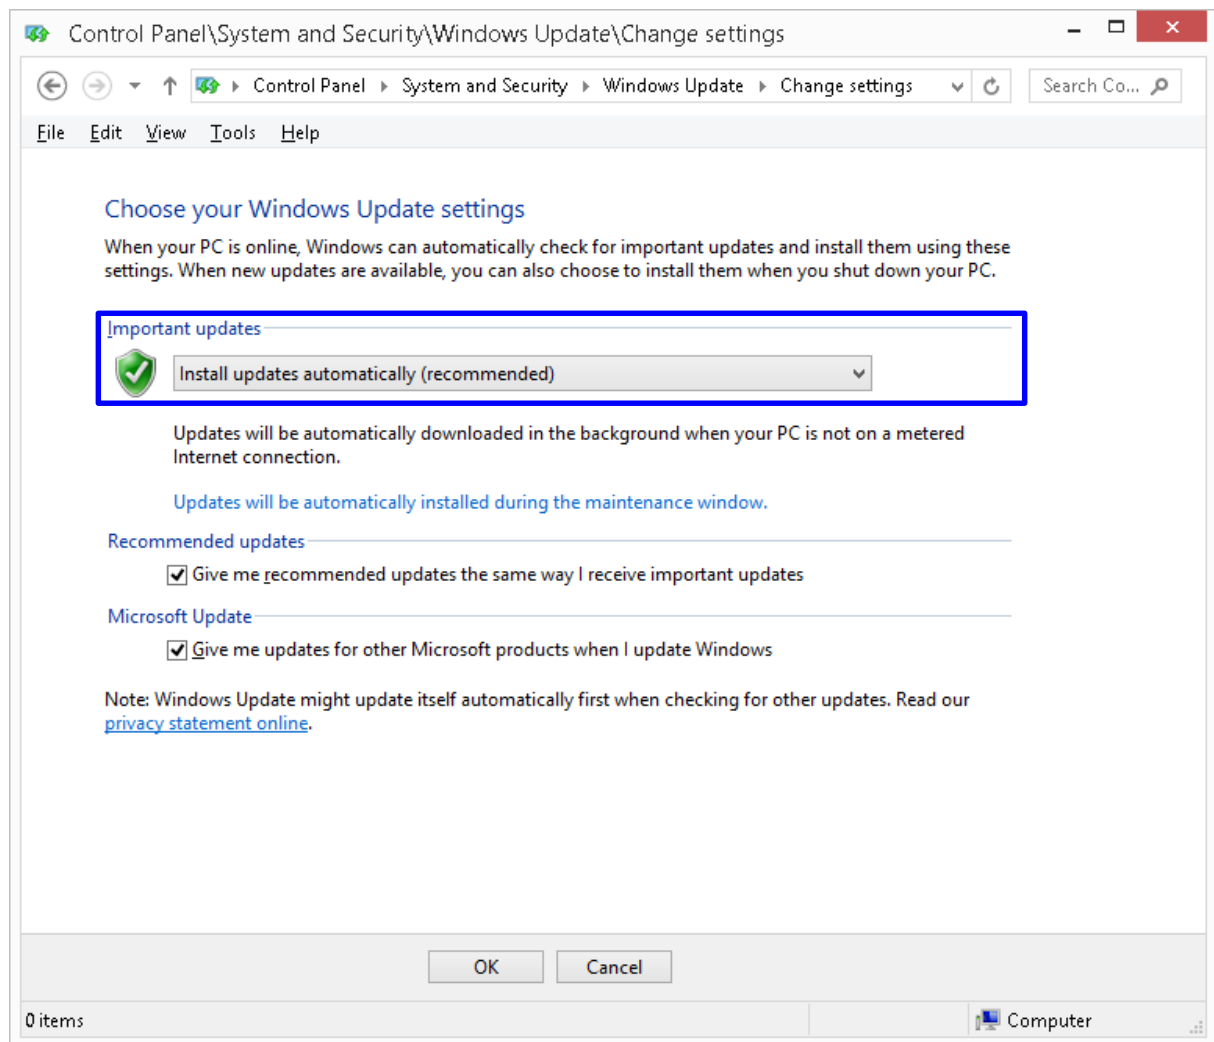 Control Panel\System and Security\Windows Update\Change settings
Control Panel System and Security Windows Update Change settings Search Co...
File Edit View Tools Help
Choose your Windows Update settings
When your PC is online, Windows can automatically check for important updates and install them using these
settings. When new updates are available, you can also choose to install them when you shut down your PC.
Important updates
Install updates automatically (recommended)
Updates will be automatically downloaded in the background when your PC is not on a metered
Internet connection.
Updates will be automatically installed during the maintenance window.
Recommended updates
Give me recommended updates the same way I receive important updates
Microsoft Update
Give me updates for other Microsoft products when I update Windows
Note: Windows Update might update itself automatically first when checking for other updates. Read our
privacy statement online.
OK Cancel
0 items Computer